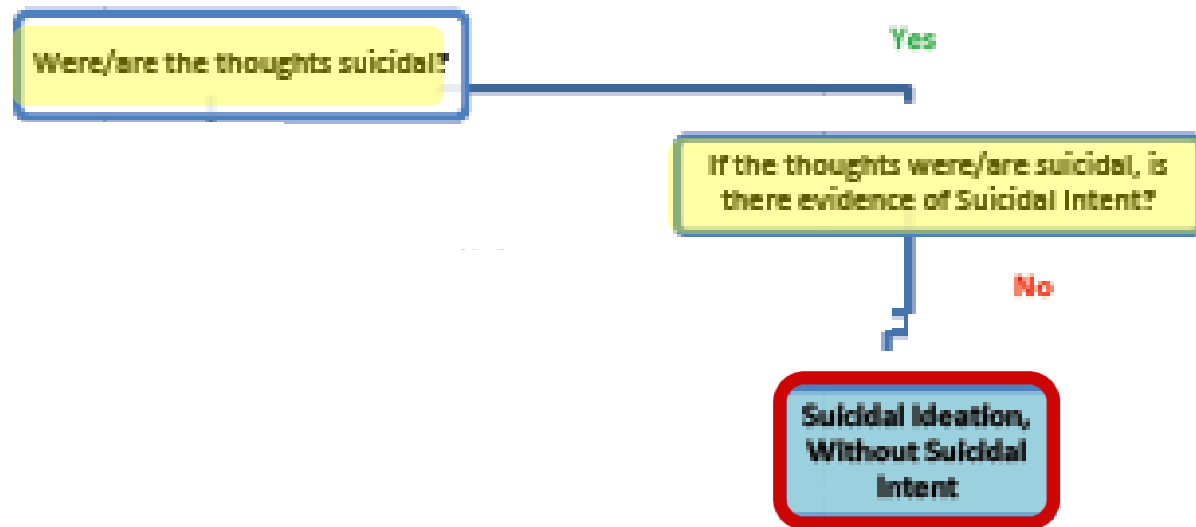 Were/are the thoughts suicidal?
Yes
If the thoughts were/are suicidal, is
there evidence of Suicidal Intent?
No
Suicidal Ideation,
Without Suicidal
Intent